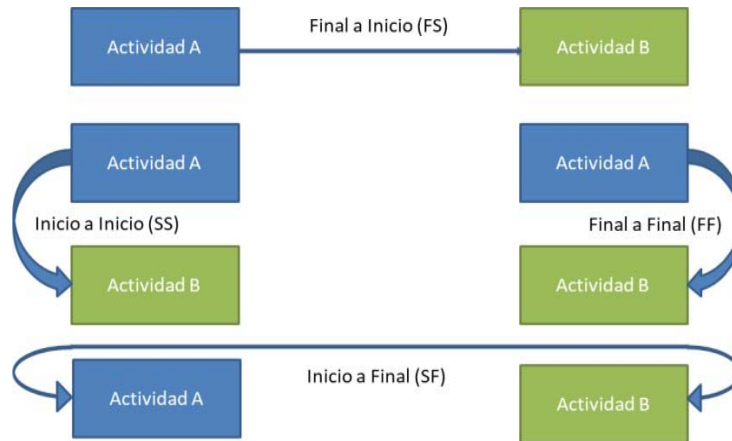 Final a Inicio (FS)
Actividad A
Actividad B
Actividad A
Actividad A
Inicio a Inicio (SS)
Final a Final (FF)
Actividad B
Actividad B
Inicio a Final (SF)
Actividad A
Actividad B